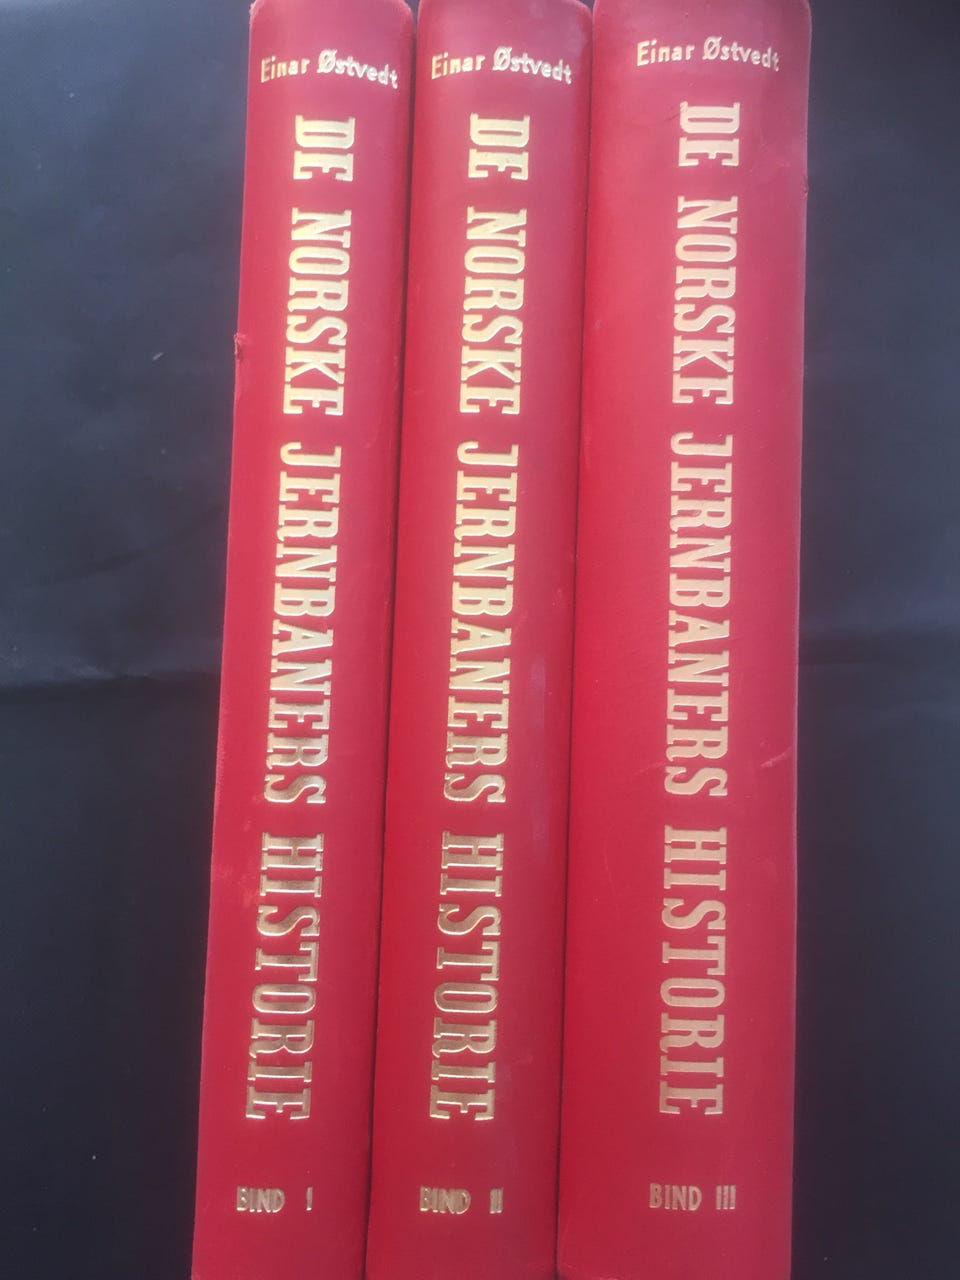 Einar Østvedt
DE NORSKE JERNBANERS HISTORIE
BIND I
Einar Østvedt
DE NORSKE JERNBANERS HISTORIE
BIND II
Einar Østvedt
DE NORSKE JERNBANERS HISTORIE
BIND III